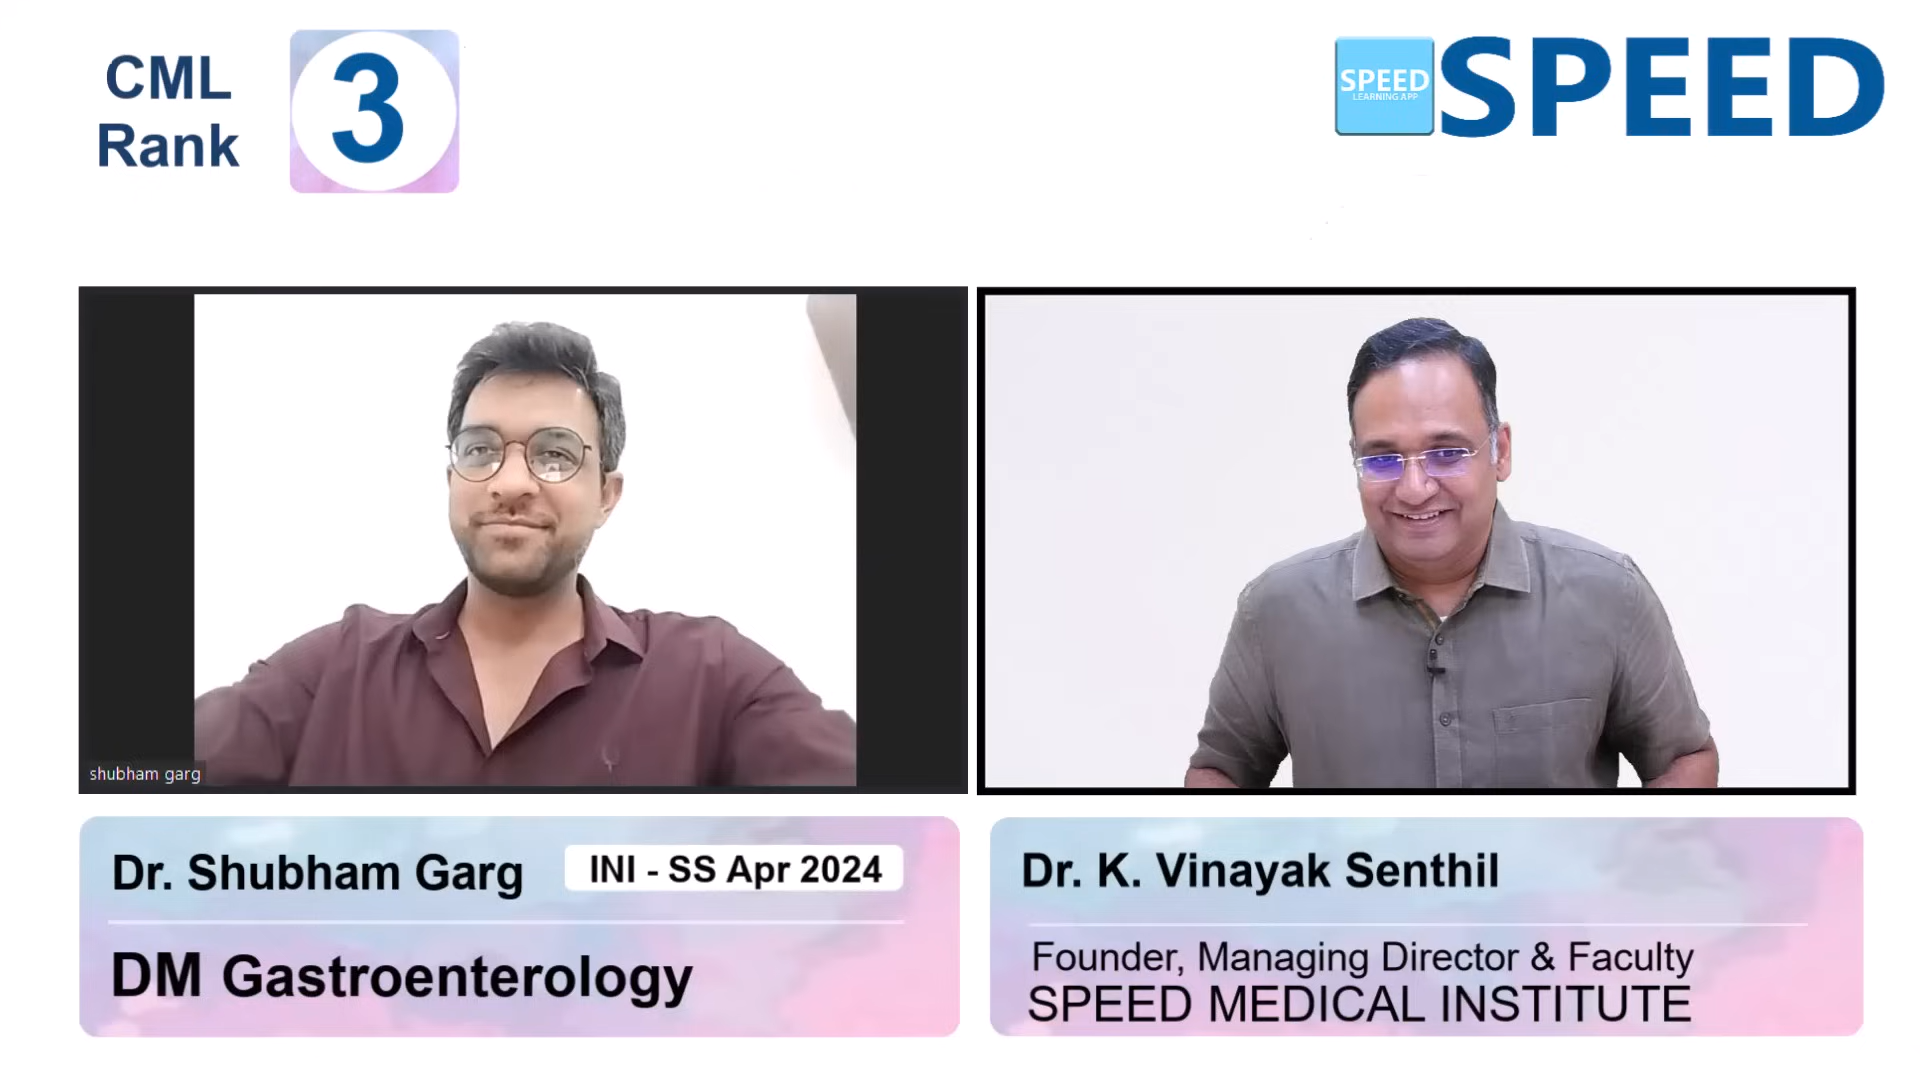 CML
Rank
3
SPEED
LEARNING APP
SPEED
shubham garg
Dr. Shubham Garg
INI - SS Apr 2024
DM Gastroenterology
Dr. K. Vinayak Senthil
Founder, Managing Director & Faculty
SPEED MEDICAL INSTITUTE